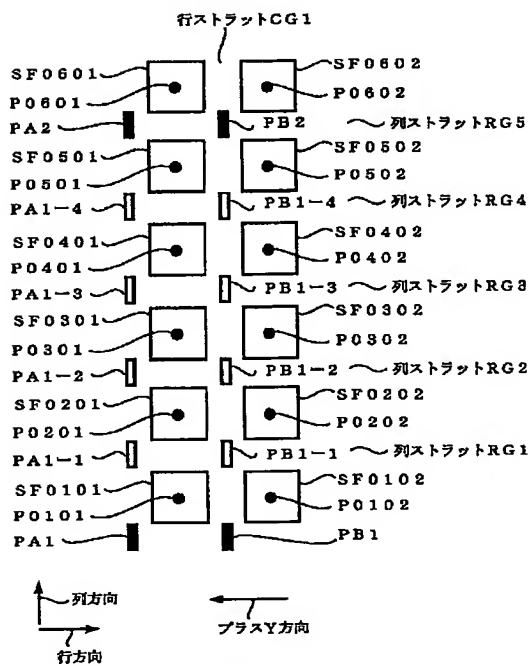 行ストラットCG1
SF0601 SF0602
P0601 P0602
PA2 PB2 列ストラットRG5
SF0501 SF0502
P0501 P0502
PA1-4 PB1-4 列ストラットRG4
SF0401 SF0402
P0401 P0402
PA1-3 PB1-3 列ストラットRG3
SF0301 SF0302
P0301 P0302
PA1-2 PB1-2 列ストラットRG2
SF0201 SF0202
P0201 P0202
PA1-1 PB1-1 列ストラットRG1
SF0101 SF0102
P0101 P0102
PA1 PB1
列方向
行方向
プラスY方向